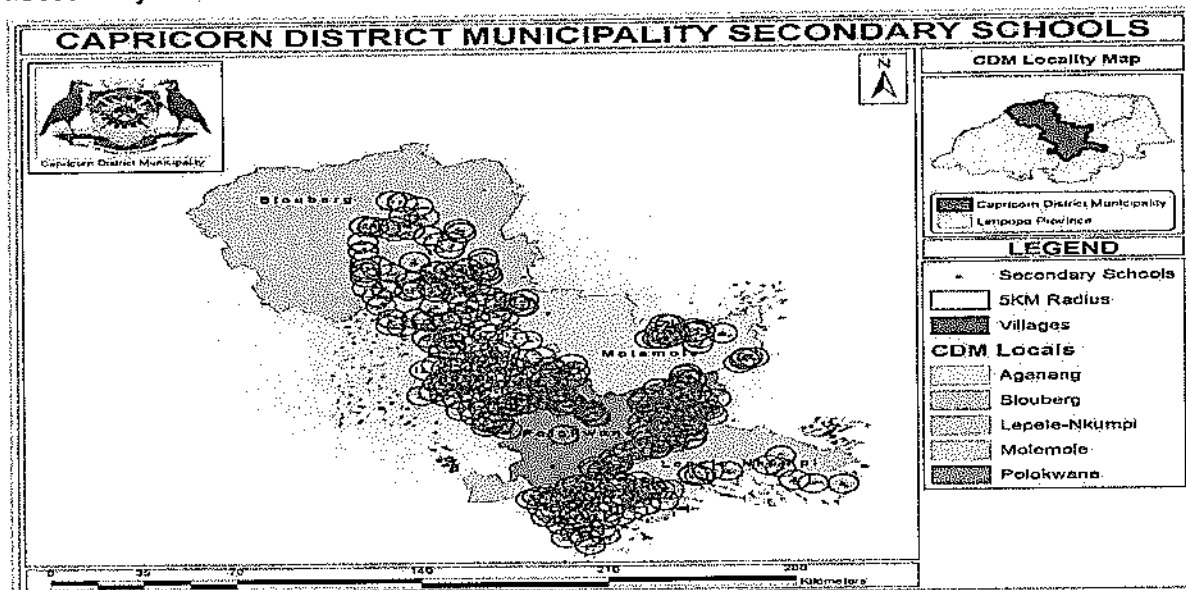 CAPRICORN DISTRICT MUNICIPALITY SECONDARY SCHOOLS
Capricorn District Municipality
N
CDM Locality Map
Capricorn District Municipality
Limpopo Province
LEGEND
Secondary Schools
5KM Radius
Villages
CDM Locals
Aganang
Blouberg
Lepele-Nkumpi
Molemole
Polokwane
Blouberg
Molemole
Polokwane
0 35 70 140 210 280
Kilometers